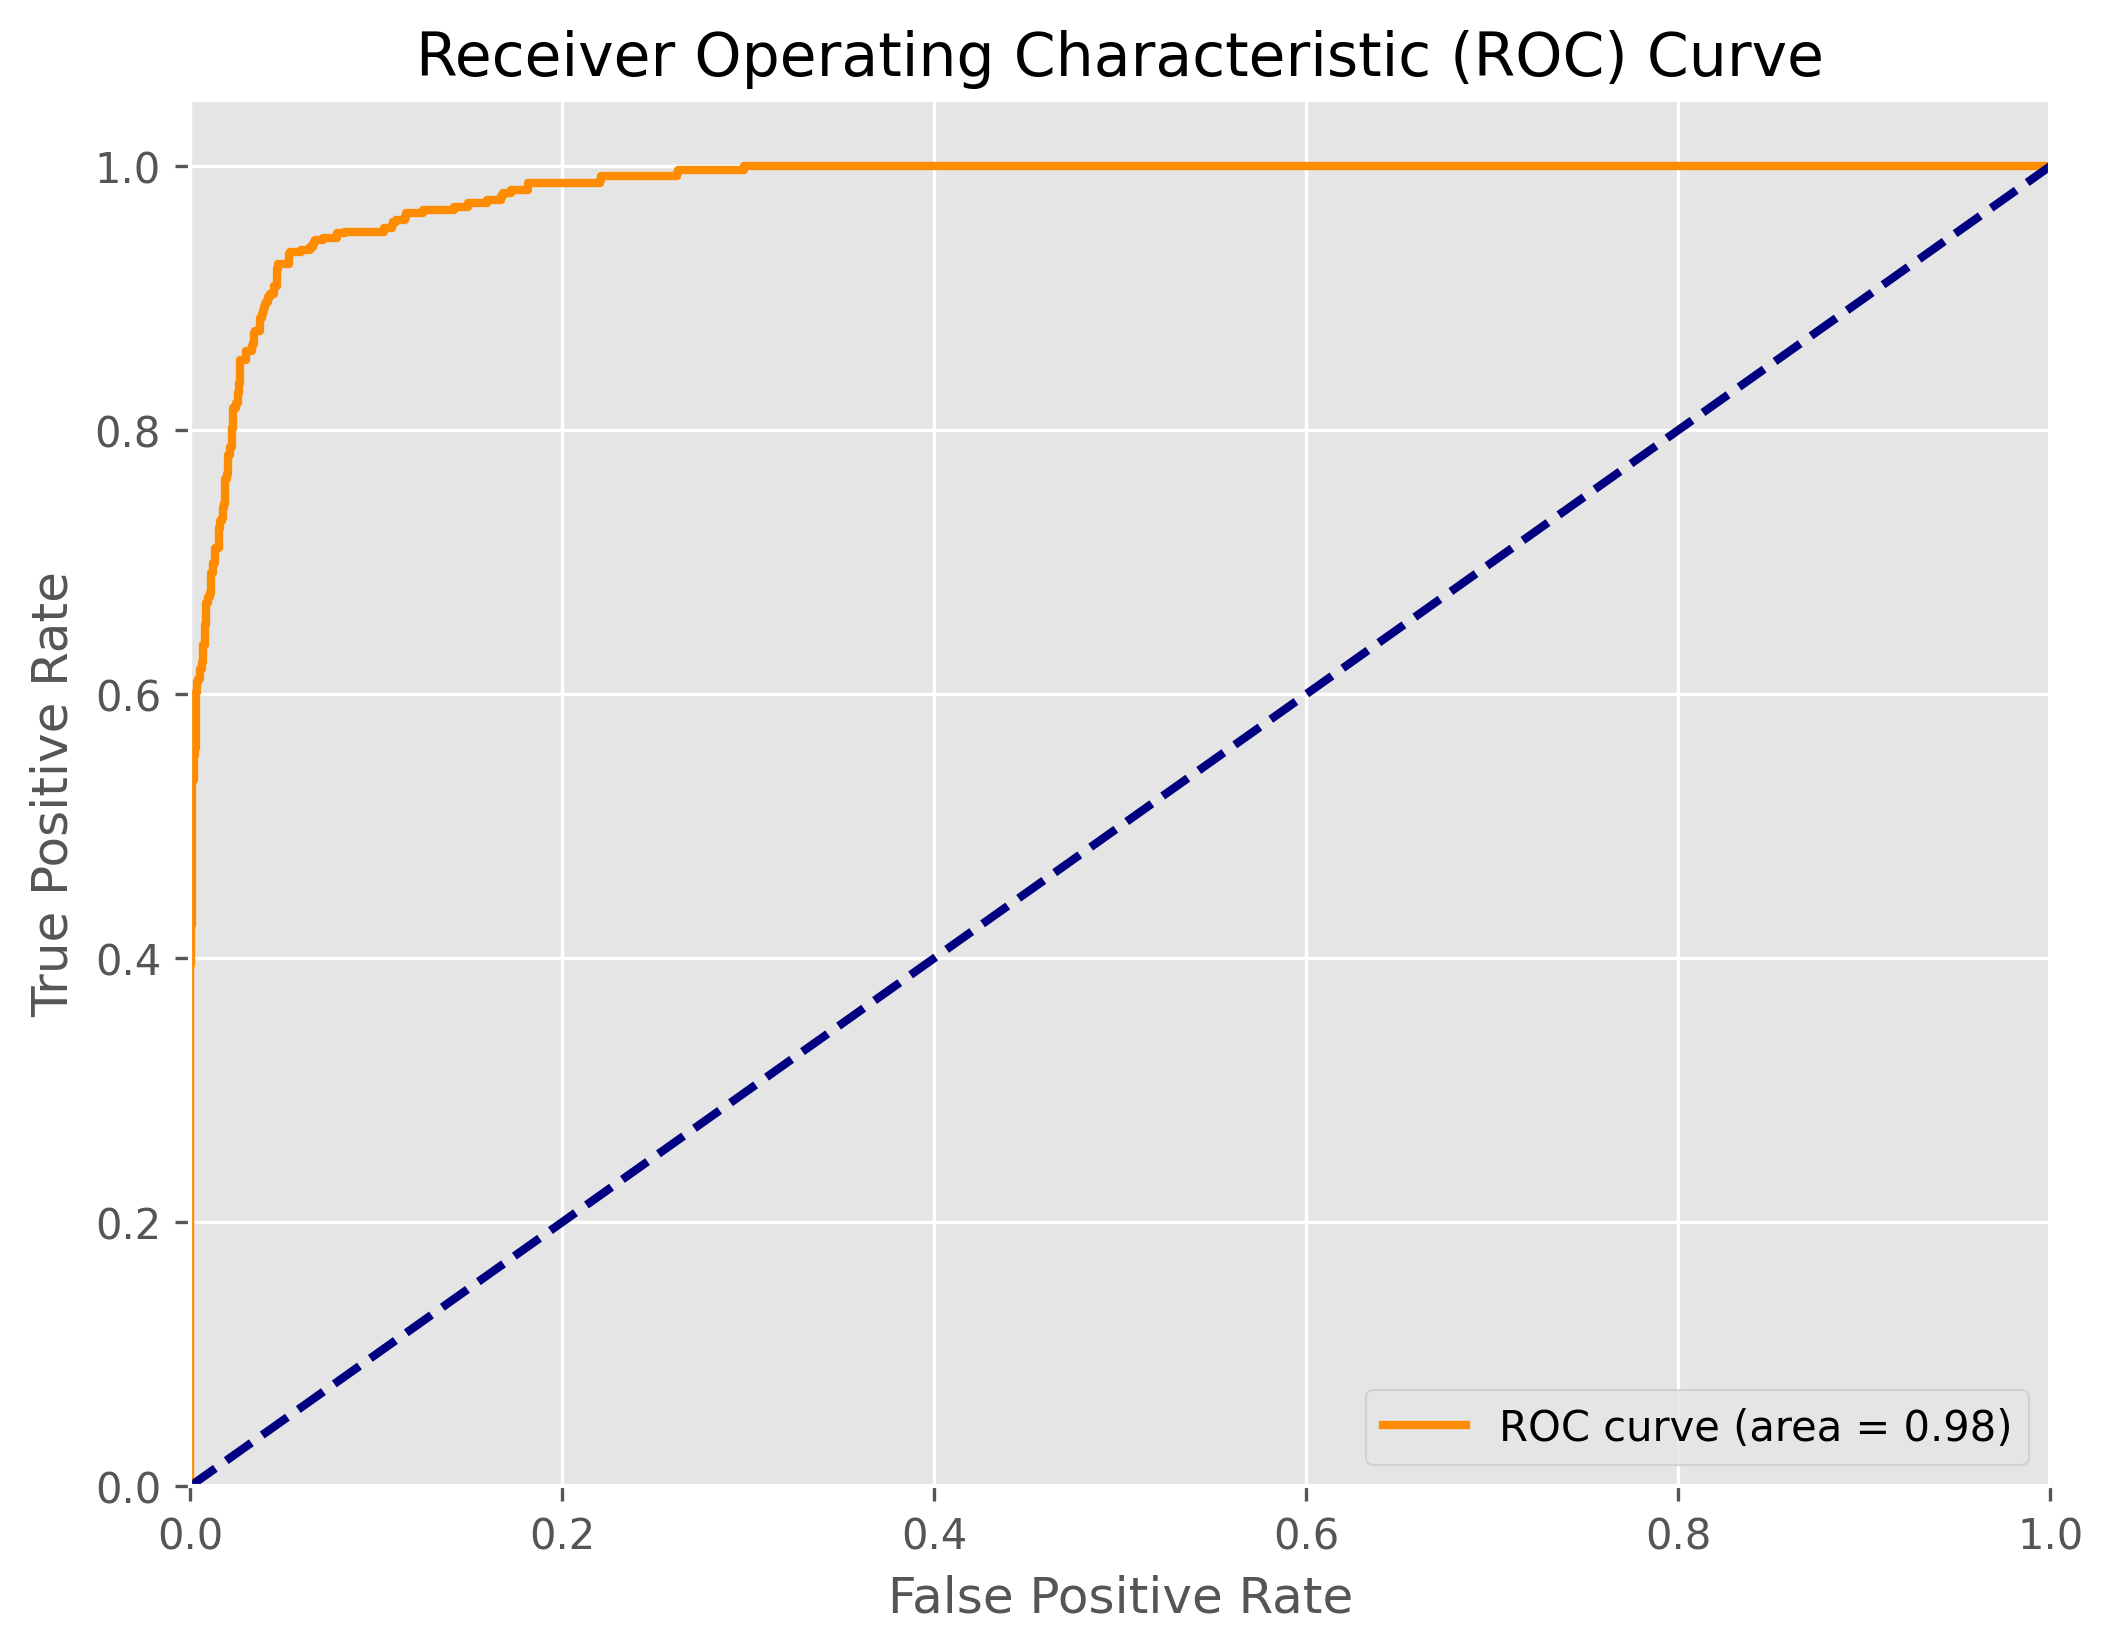 Receiver Operating Characteristic (ROC) Curve
1.0
0.8
0.6
0.4
0.2
0.0
True Positive Rate
0.0 0.2 0.4 0.6 0.8 1.0
False Positive Rate
ROC curve (area = 0.98)